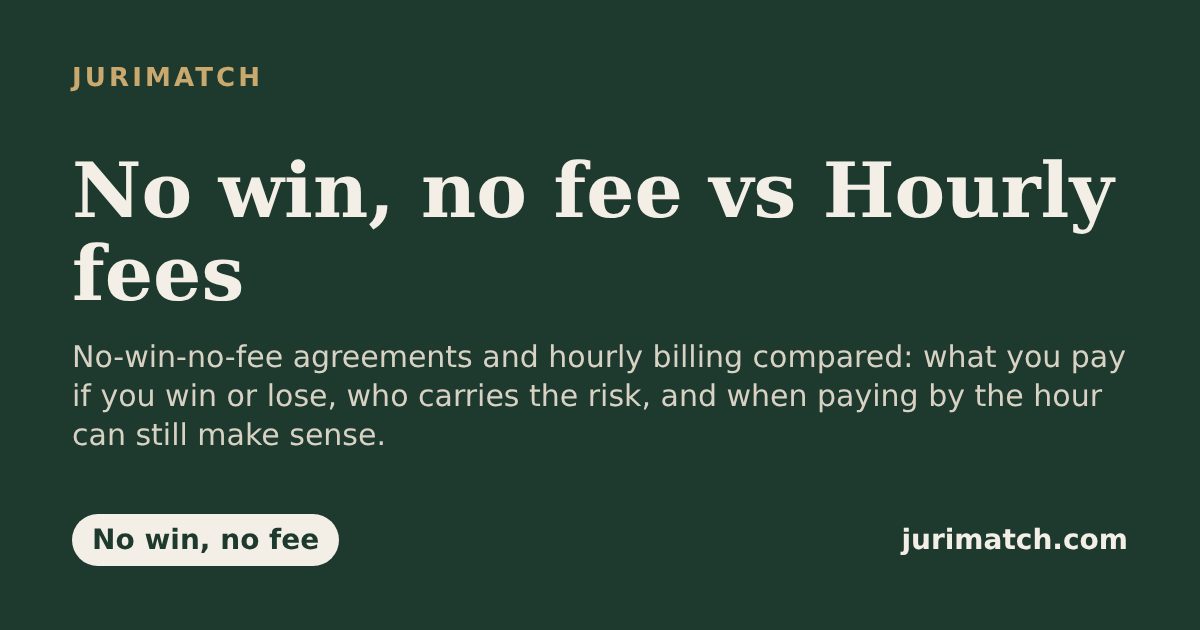 JURIMATCH
No win, no fee vs Hourly
fees
No-win-no-fee agreements and hourly billing compared: what you pay
if you win or lose, who carries the risk, and when paying by the hour
can still make sense.
No win, no fee
jurimatch.com